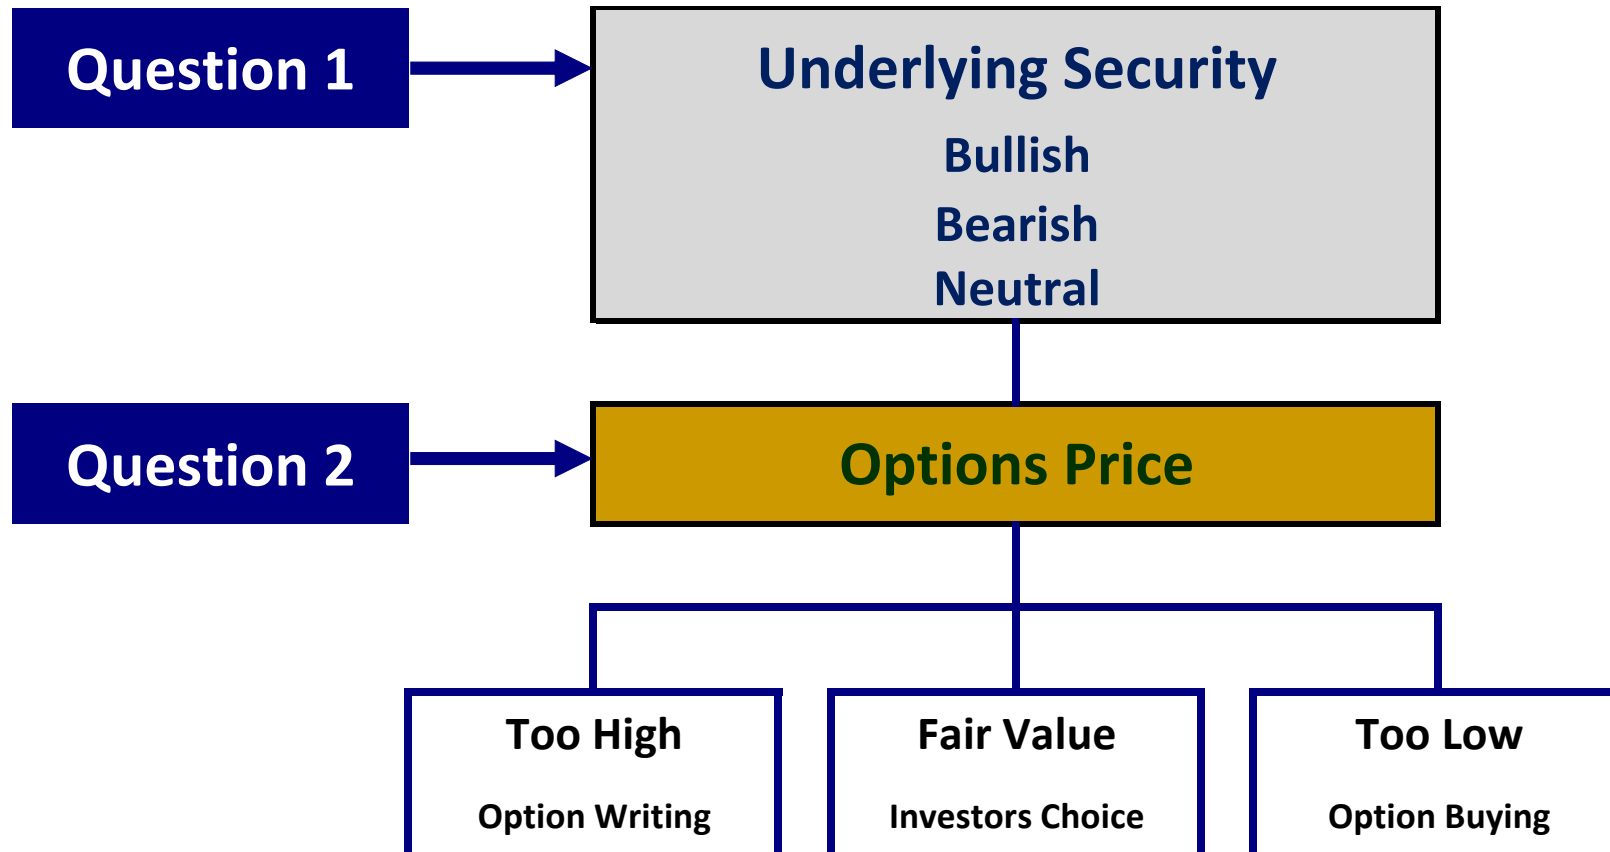 Question 1
Underlying Security
Bullish
Bearish
Neutral
Question 2
Options Price
Too High
Option Writing
Fair Value
Investors Choice
Too Low
Option Buying